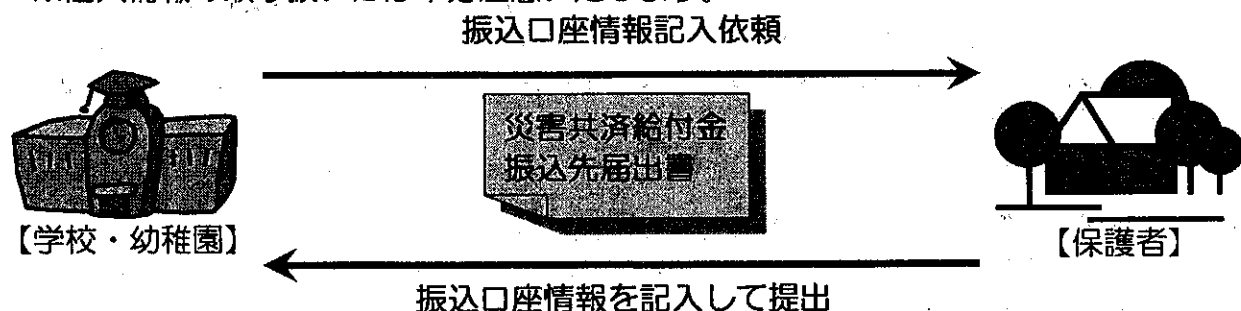 振込口座情報記入依頼
災害共済給付金
振込先届出書
【学校・幼稚園】
【保護者】
振込口座情報を記入して提出